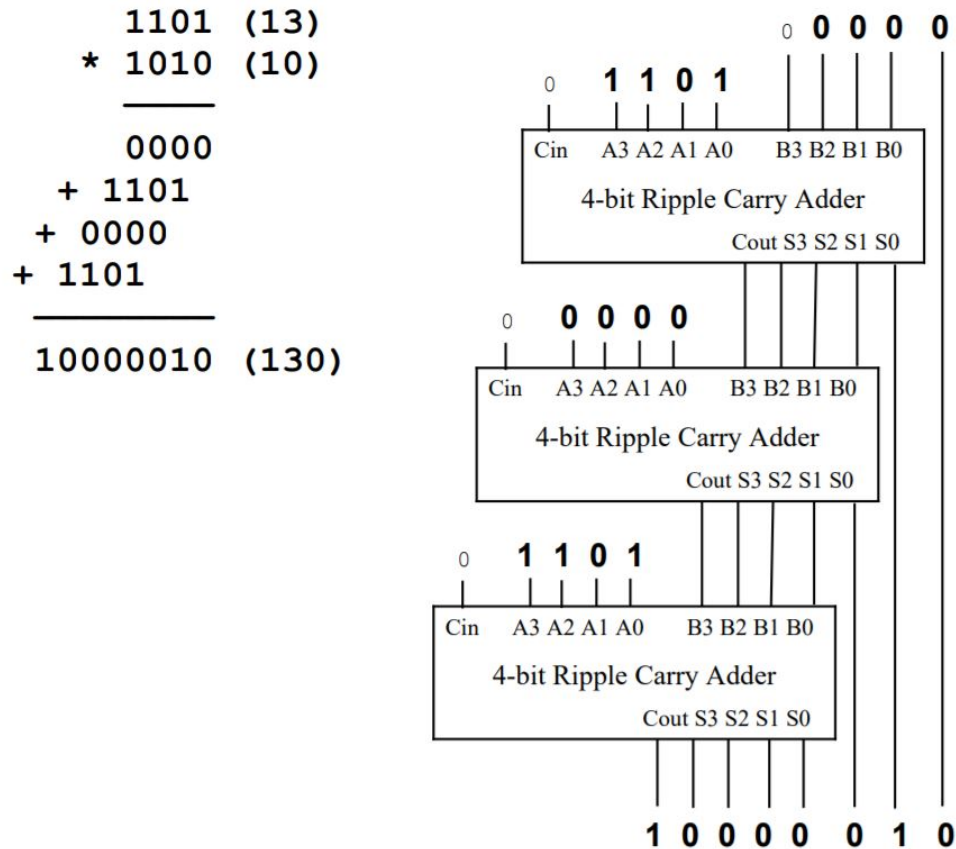 1101 (13)
* 1010 (10)
0000
+ 1101
+ 0000
+ 1101
10000010 (130)
0 0 0 0 0
0 1 1 0 1
Cin A3 A2 A1 A0 B3 B2 B1 B0
4-bit Ripple Carry Adder
Cout S3 S2 S1 S0
0 0 0 0 0
Cin A3 A2 A1 A0 B3 B2 B1 B0
4-bit Ripple Carry Adder
Cout S3 S2 S1 S0
0 1 1 0 1
Cin A3 A2 A1 A0 B3 B2 B1 B0
4-bit Ripple Carry Adder
Cout S3 S2 S1 S0
1 0 0 0 0 0 1 0